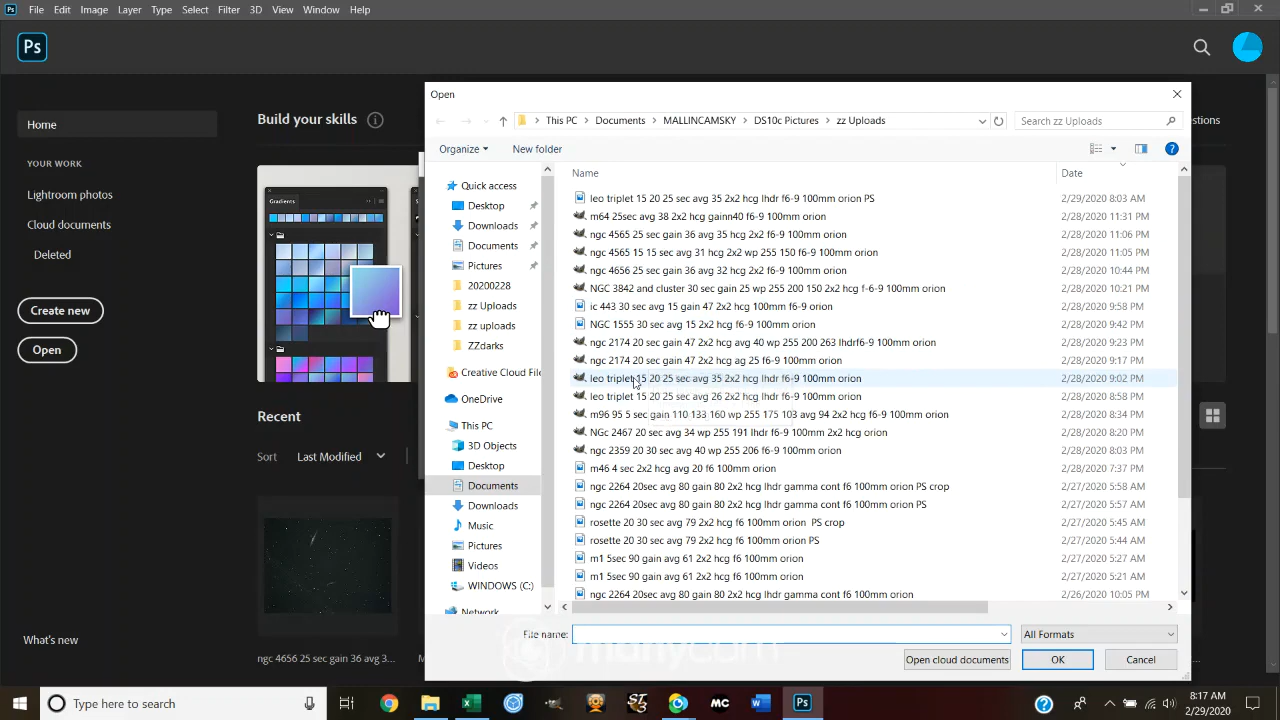 Ps File Edit Image Layer Type Select Filter 3D View Window Help
Ps
Home
YOUR WORK
Lightroom photos
Cloud documents
Deleted
Create new
Open
What's new
Build your skills
Gradients
Recent
Sort Last Modified
ngc 4656 25 sec gain 36 avg 3...
Open
This PC > Documents > MALLINCAMSKY > DS10c Pictures > zz Uploads
Search zz Uploads
Organize New folder
Quick access
Desktop
Downloads
Documents
Pictures
20200228
zz Uploads
zz uploads
ZZdarks
Creative Cloud File
OneDrive
This PC
3D Objects
Desktop
Documents
Downloads
Music
Pictures
Videos
WINDOWS (C:)
Network
Name Date
leo triplet 15 20 25 sec avg 35 2x2 hcg lhdr f6-9 100mm orion PS 2/29/2020 8:03 AM
m64 25sec avg 38 2x2 hcg gainn40 f6-9 100mm orion 2/28/2020 11:31 PM
ngc 4565 25 sec gain 36 avg 35 hcg 2x2 f6-9 100mm orion 2/28/2020 11:06 PM
ngc 4565 15 15 sec avg 31 hcg 2x2 wp 255 150 f6-9 100mm orion 2/28/2020 11:05 PM
ngc 4656 25 sec gain 36 avg 32 hcg 2x2 f6-9 100mm orion 2/28/2020 10:44 PM
NGC 3842 and cluster 30 sec gain 25 wp 255 200 150 2x2 hcg f-6-9 100mm orion 2/28/2020 10:21 PM
ic 443 30 sec avg 15 gain 47 2x2 hcg 100mm f6-9 orion 2/28/2020 9:58 PM
NGC 1555 30 sec avg 15 2x2 hcg f6-9 100mm orion 2/28/2020 9:42 PM
ngc 2174 20 sec gain 47 2x2 hcg avg 40 wp 255 200 263 lhdrf6-9 100mm orion 2/28/2020 9:23 PM
ngc 2174 20 sec gain 47 2x2 hcg ag 25 f6-9 100mm orion 2/28/2020 9:17 PM
leo triplet 15 20 25 sec avg 35 2x2 hcg lhdr f6-9 100mm orion 2/28/2020 9:02 PM
leo triplet 15 20 25 sec avg 26 2x2 hcg lhdr f6-9 100mm orion 2/28/2020 8:58 PM
m96 95 5 sec gain 110 133 160 wp 255 175 103 avg 94 2x2 hcg f6-9 100mm orion 2/28/2020 8:34 PM
NGc 2467 20 sec avg 34 wp 255 191 lhdr f6-9 100mm 2x2 hcg orion 2/28/2020 8:13 PM
ngc 2359 20 30 sec avg 40 wp 255 206 f6-9 100mm orion 2/28/2020 8:03 PM
m46 4 sec 2x2 hcg avg 20 f6 100mm orion 2/28/2020 7:37 PM
ngc 2264 20sec avg 80 gain 80 2x2 hcg lhdr gamma cont f6 100mm orion PS crop 2/27/2020 5:58 AM
ngc 2264 20sec avg 80 gain 80 2x2 hcg lhdr gamma cont f6 100mm orion PS 2/27/2020 5:57 AM
rosette 20 30 sec avg 79 2x2 hcg f6 100mm orion PS crop 2/27/2020 5:45 AM
rosette 20 30 sec avg 79 2x2 hcg f6 100mm orion PS 2/27/2020 5:44 AM
m1 5sec 90 gain avg 61 2x2 hcg f6 100mm orion 2/27/2020 5:27 AM
m1 5sec 90 gain avg 61 2x2 hcg f6 100mm orion 2/27/2020 5:21 AM
ngc 2264 20sec avg 80 gain 80 2x2 hcg lhdr gamma cont f6 100mm orion 2/26/2020 10:05 PM
File name: All Formats
manycam
Open cloud documents OK Cancel
stions
Type here to search
ST MC W Ps
8:17 AM
2/29/2020